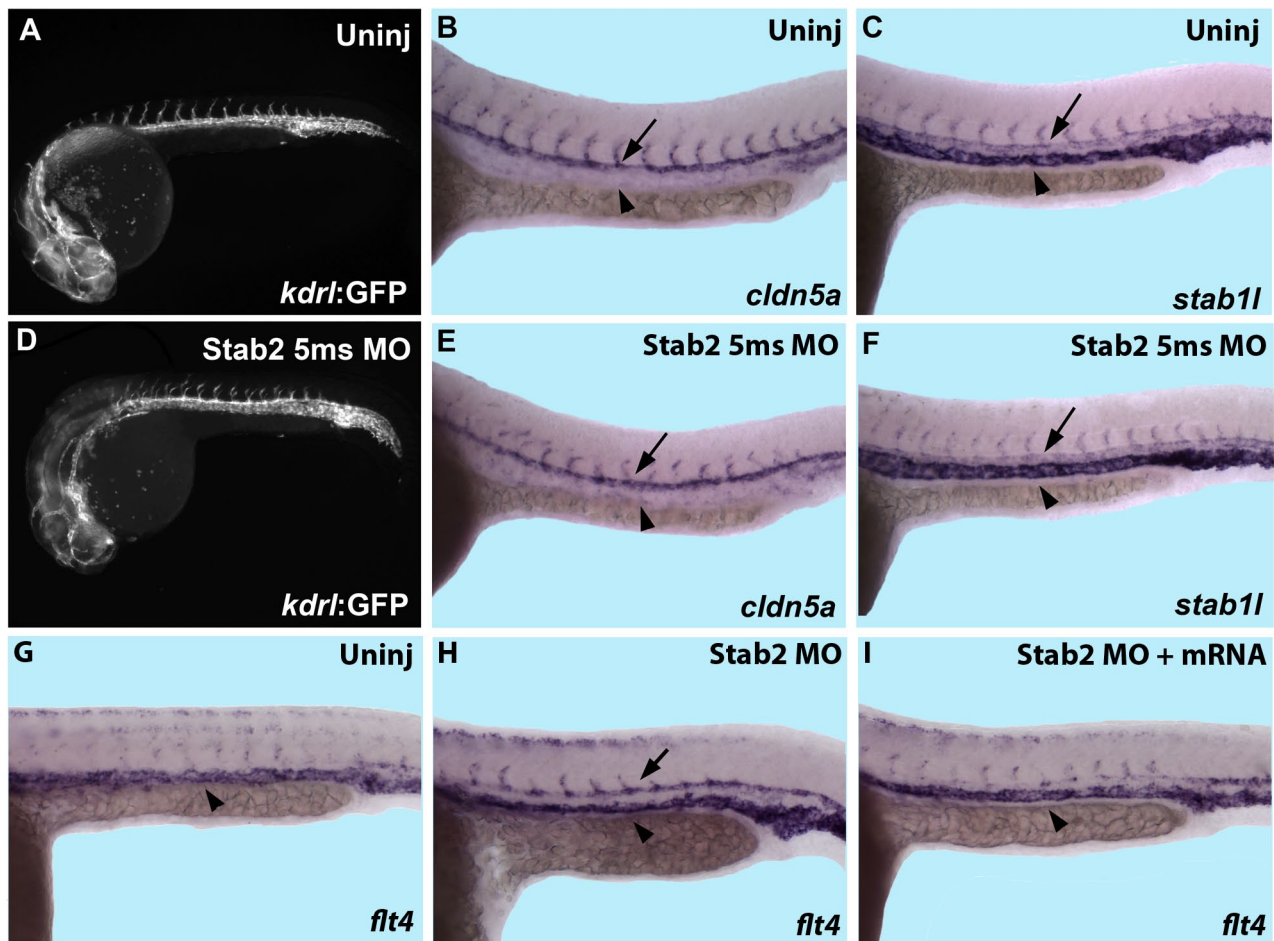 A
Uninj
kdrl:GFP
B
Uninj
cldn5a
C
Uninj
stab1l
D
Stab2 5ms MO
kdrl:GFP
E
Stab2 5ms MO
cldn5a
F
Stab2 5ms MO
stab1l
G
Uninj
flt4
H
Stab2 MO
flt4
I
Stab2 MO + mRNA
flt4